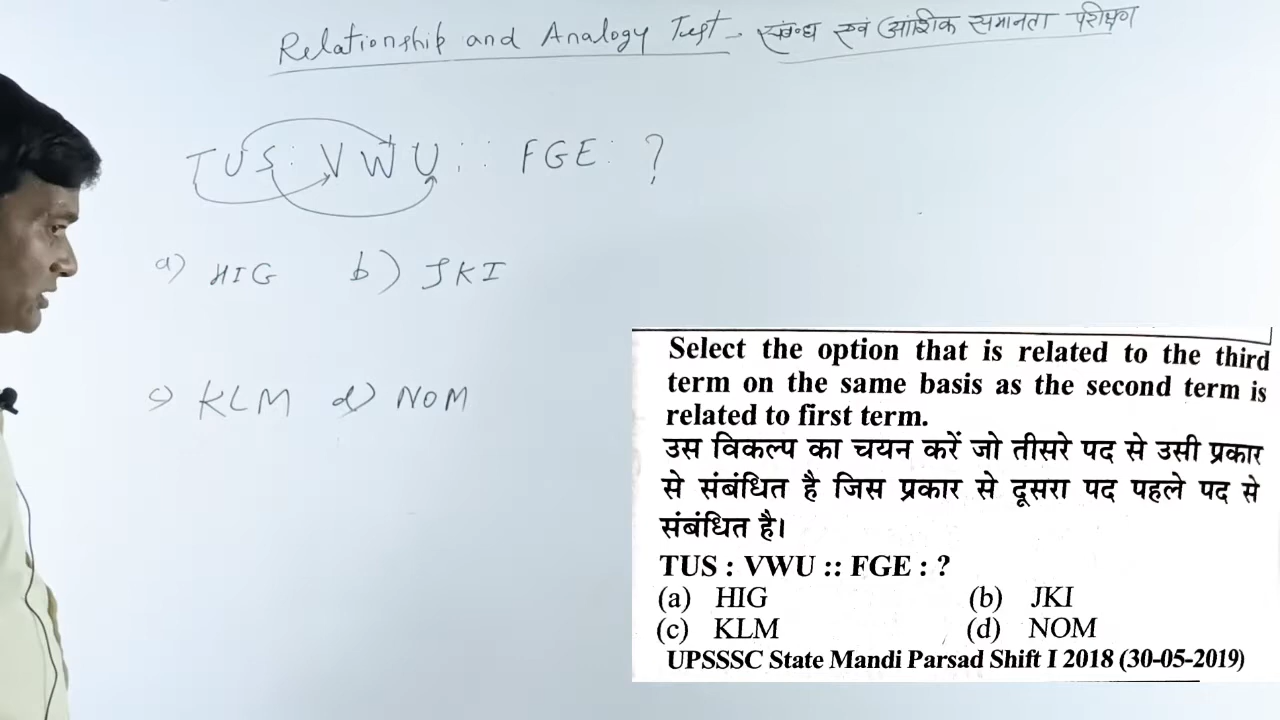 Relationship and Analogy Test - संबन्ध एवं आंशिक समानता परीक्षण
TUS : VWU :: FGE : ?
a) HIG b) JKI
c) KLM d) NOM
Select the option that is related to the third
term on the same basis as the second term is
related to first term.
उस विकल्प का चयन करें जो तीसरे पद से उसी प्रकार
से संबंधित है जिस प्रकार से दूसरा पद पहले पद से
संबंधित है।
TUS : VWU :: FGE : ?
(a) HIG (b) JKI
(c) KLM (d) NOM
UPSSSC State Mandi Parsad Shift I 2018 (30-05-2019)